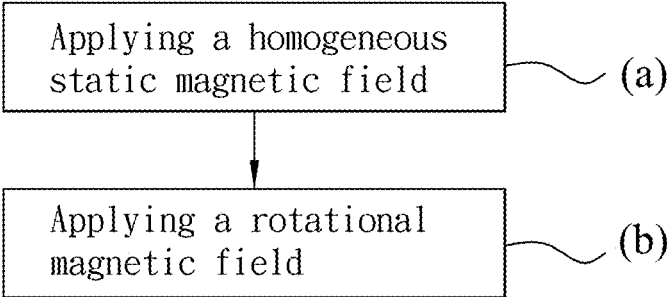 Applying a homogeneous
static magnetic field
(a)
Applying a rotational
magnetic field
(b)